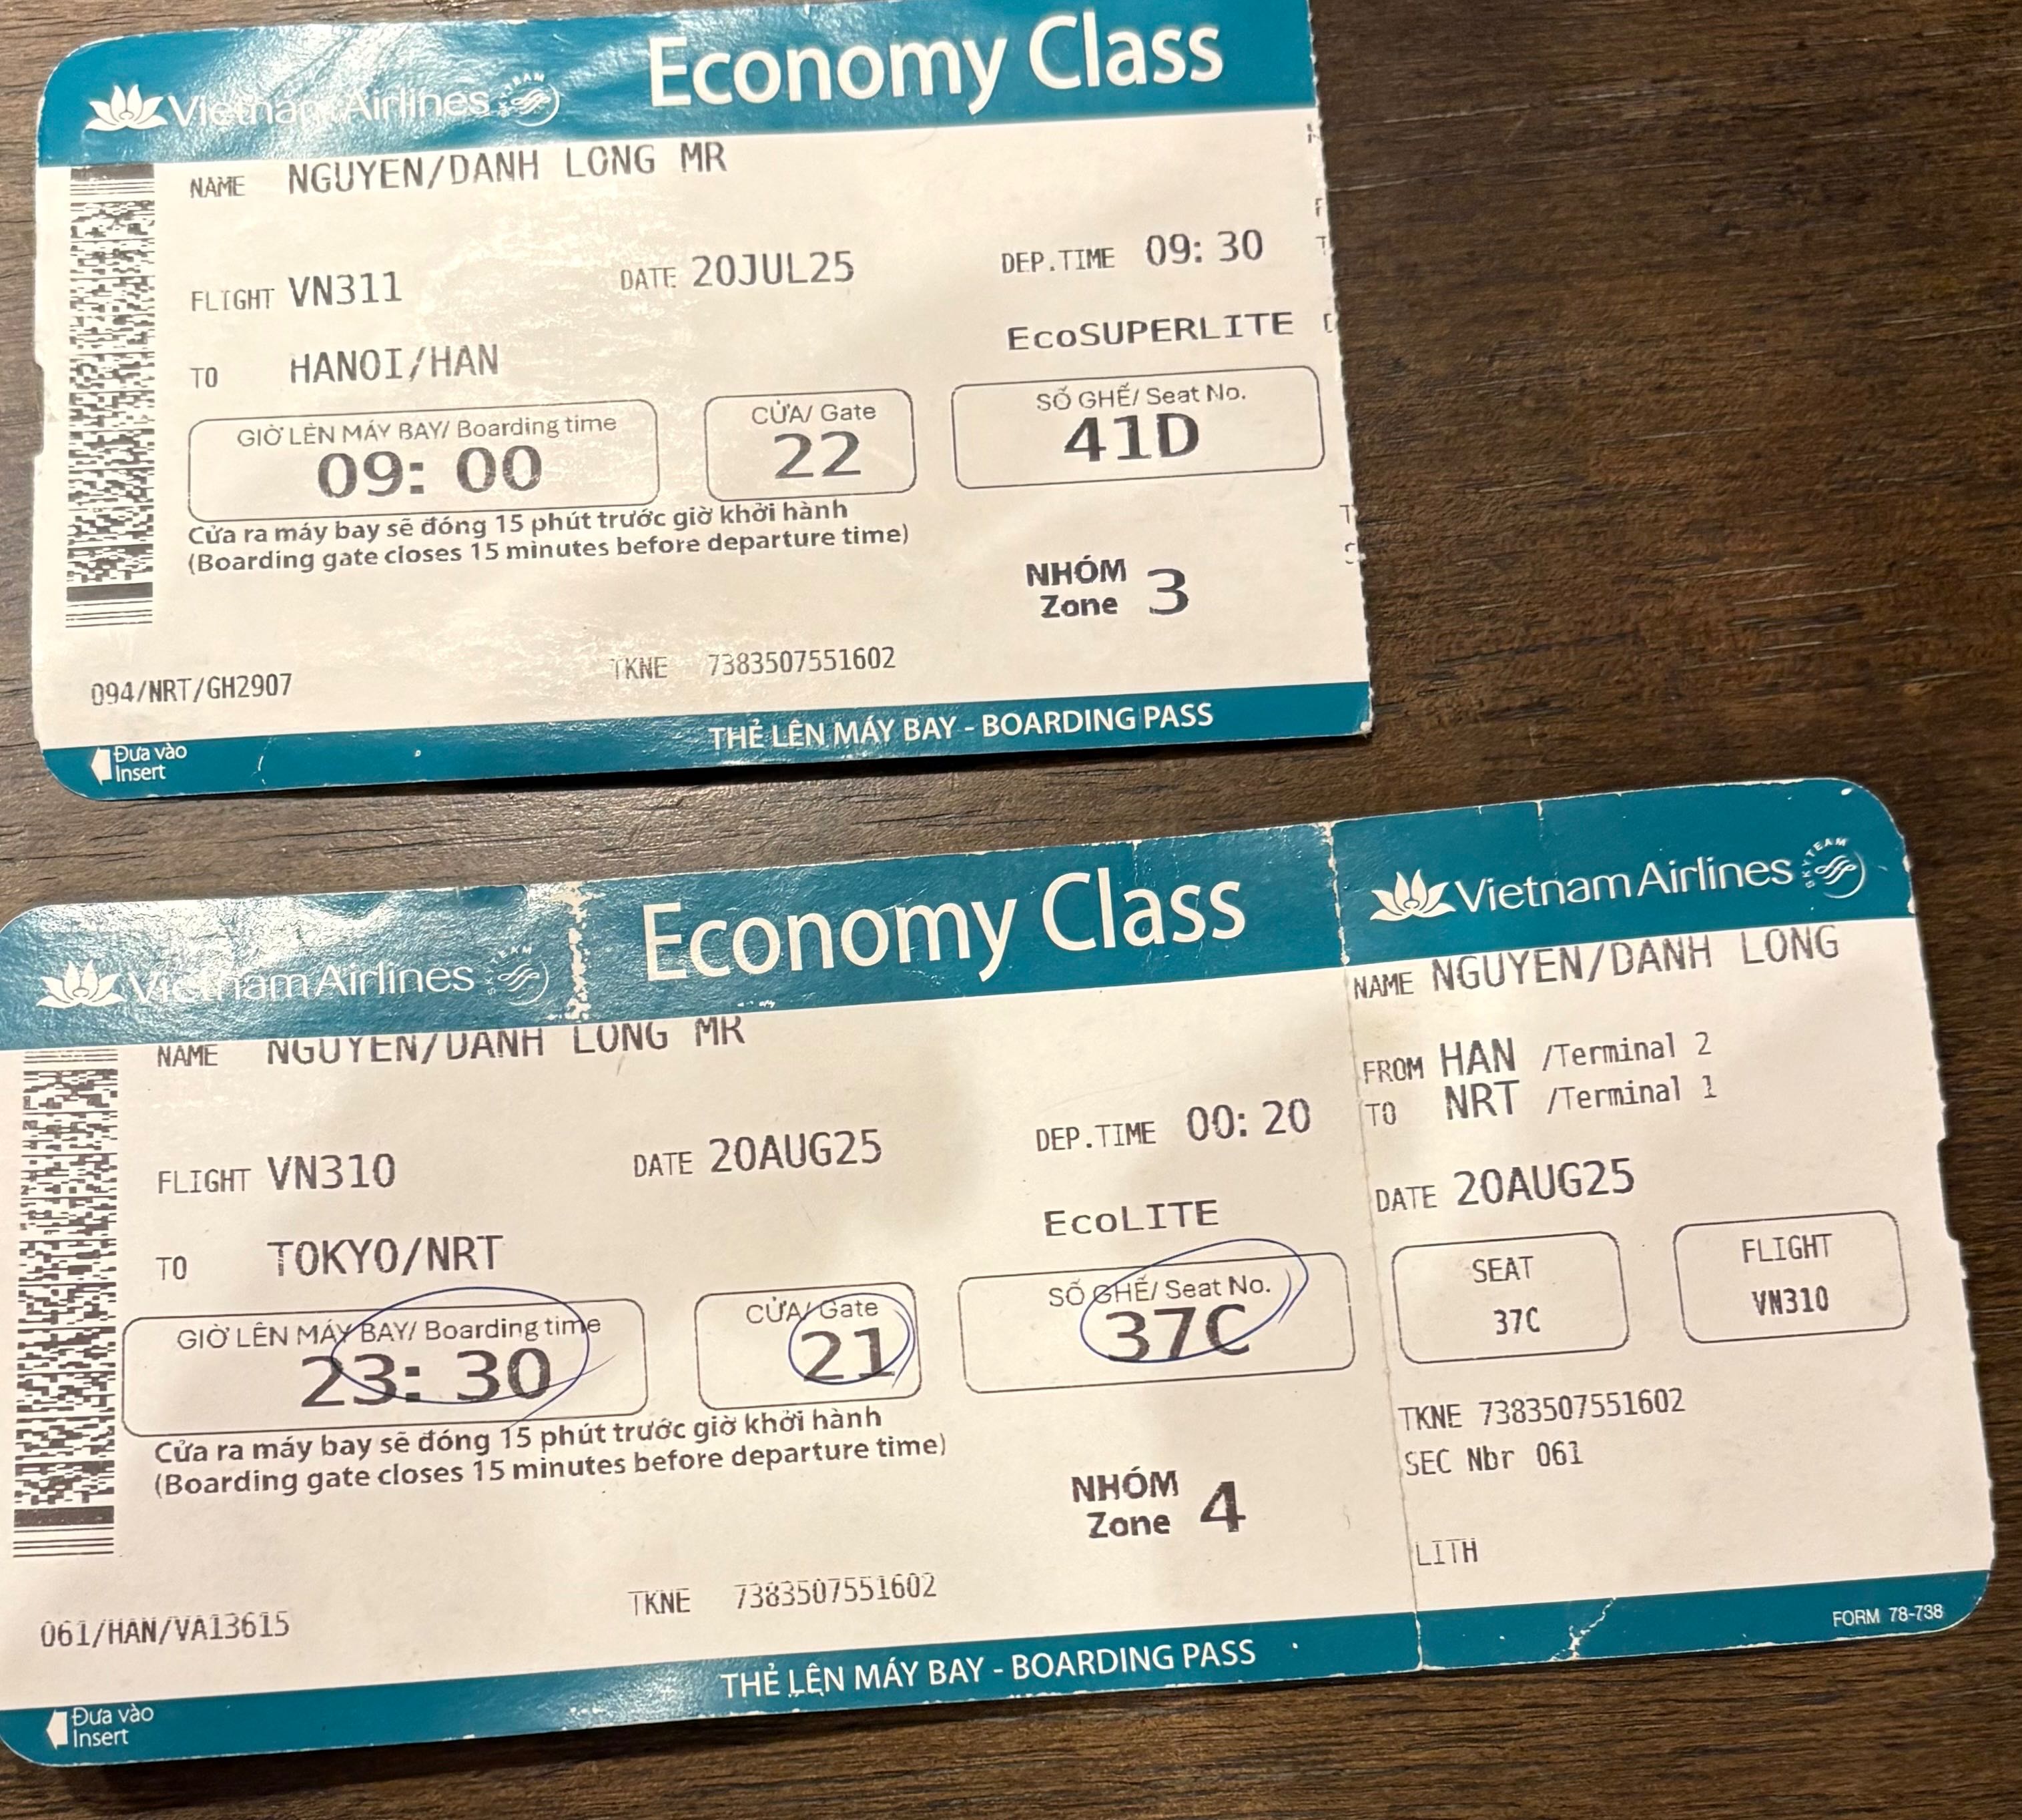 Vietnam Airlines SKYTEAM Economy Class
NAME NGUYEN/DANH LONG MR
FLIGHT VN311 DATE 20JUL25 DEP.TIME 09:30
EcoSUPERLITE
TO HANOI/HAN
GIỜ LÊN MÁY BAY/ Boarding time CỬA/ Gate SỐ GHẾ/ Seat No.
09:00 22 41D
Cửa ra máy bay sẽ đóng 15 phút trước giờ khởi hành
(Boarding gate closes 15 minutes before departure time)
NHÓM
Zone 3
094/NRT/GH2907 TKNE 7383507551602
THẺ LÊN MÁY BAY - BOARDING PASS
Đưa vào
Insert
Vietnam Airlines SKYTEAM Economy Class
NAME NGUYEN/DANH LONG MR
FLIGHT VN310 DATE 20AUG25 DEP.TIME 00:20
EcoLITE
TO TOKYO/NRT
GIỜ LÊN MÁY BAY/ Boarding time CỬA/ Gate SỐ GHẾ/ Seat No.
23:30 21 37C
Cửa ra máy bay sẽ đóng 15 phút trước giờ khởi hành
(Boarding gate closes 15 minutes before departure time)
NHÓM
Zone 4
061/HAN/VA13615 TKNE 7383507551602
THẺ LÊN MÁY BAY - BOARDING PASS
Đưa vào
Insert
Vietnam Airlines SKYTEAM
NAME NGUYEN/DANH LONG
FROM HAN /Terminal 2
TO NRT /Terminal 1
DATE 20AUG25
SEAT FLIGHT
37C VN310
TKNE 7383507551602
SEC Nbr 061
LITH
FORM 78-738